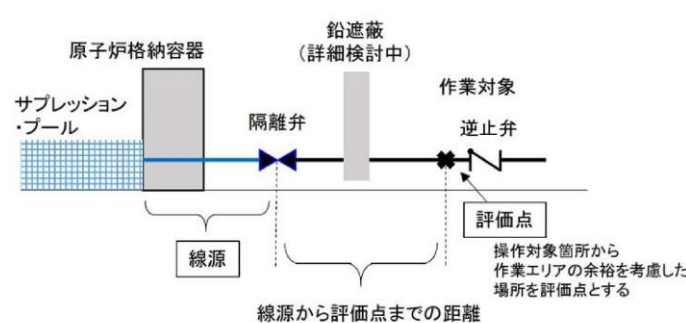 鉛遮蔽
(詳細検討中)
原子炉格納容器
作業対象
サプレッション
・プール
隔離弁
逆止弁
評価点
線源
操作対象箇所から
作業エリアの余裕を考慮した
場所を評価点とする
線源から評価点までの距離